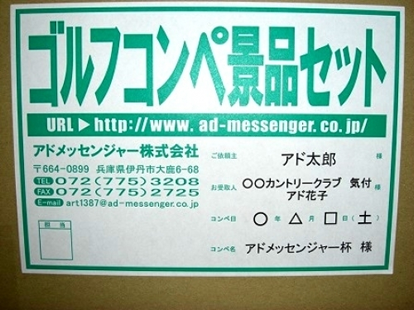 ゴルフコンペ景品セット
URL▶http://www.ad-messenger.co.jp/
アドメッセンジャー株式会社
〒664-0899 兵庫県伊丹市大鹿6-68
TEL 072(775)3208
FAX 072(775)2725
E-mail art1387@ad-messenger.co.jp
担当
ご依頼主 アド太郎 様
お受取人 〇〇カントリークラブ 気付
アド花子 様
コンペ日 〇年△月□日(土)
コンペ名 アドメッセンジャー杯 様